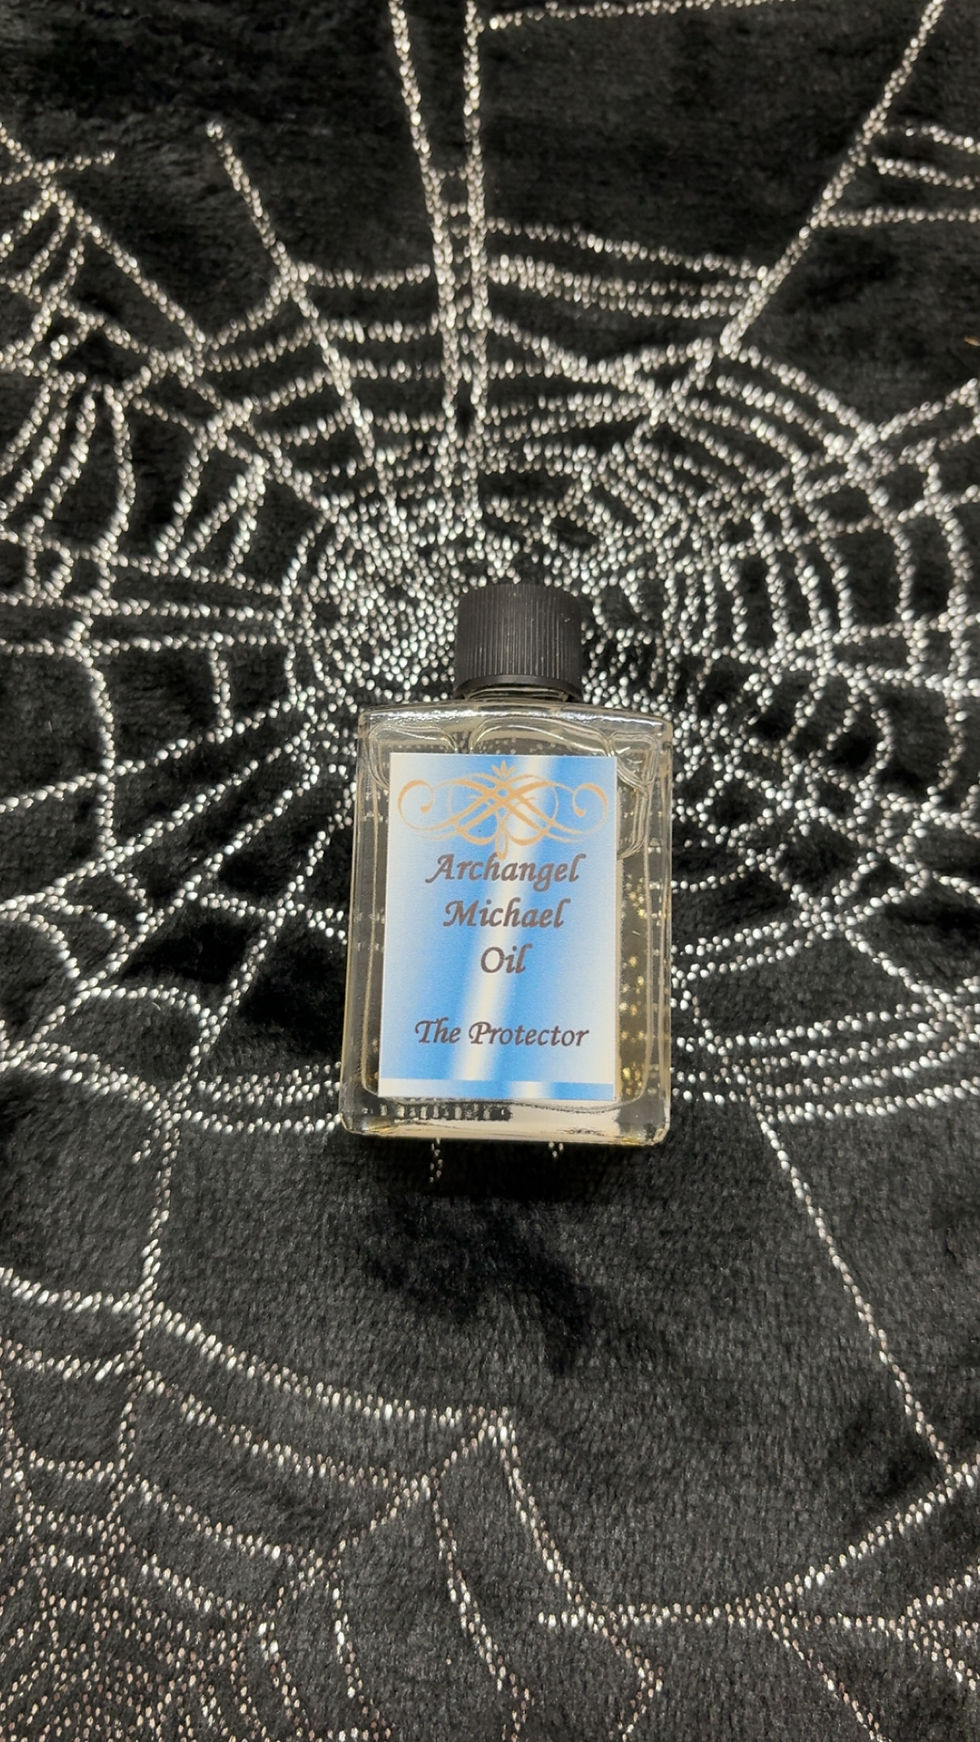 Archangel
Michael
Oil
The Protector